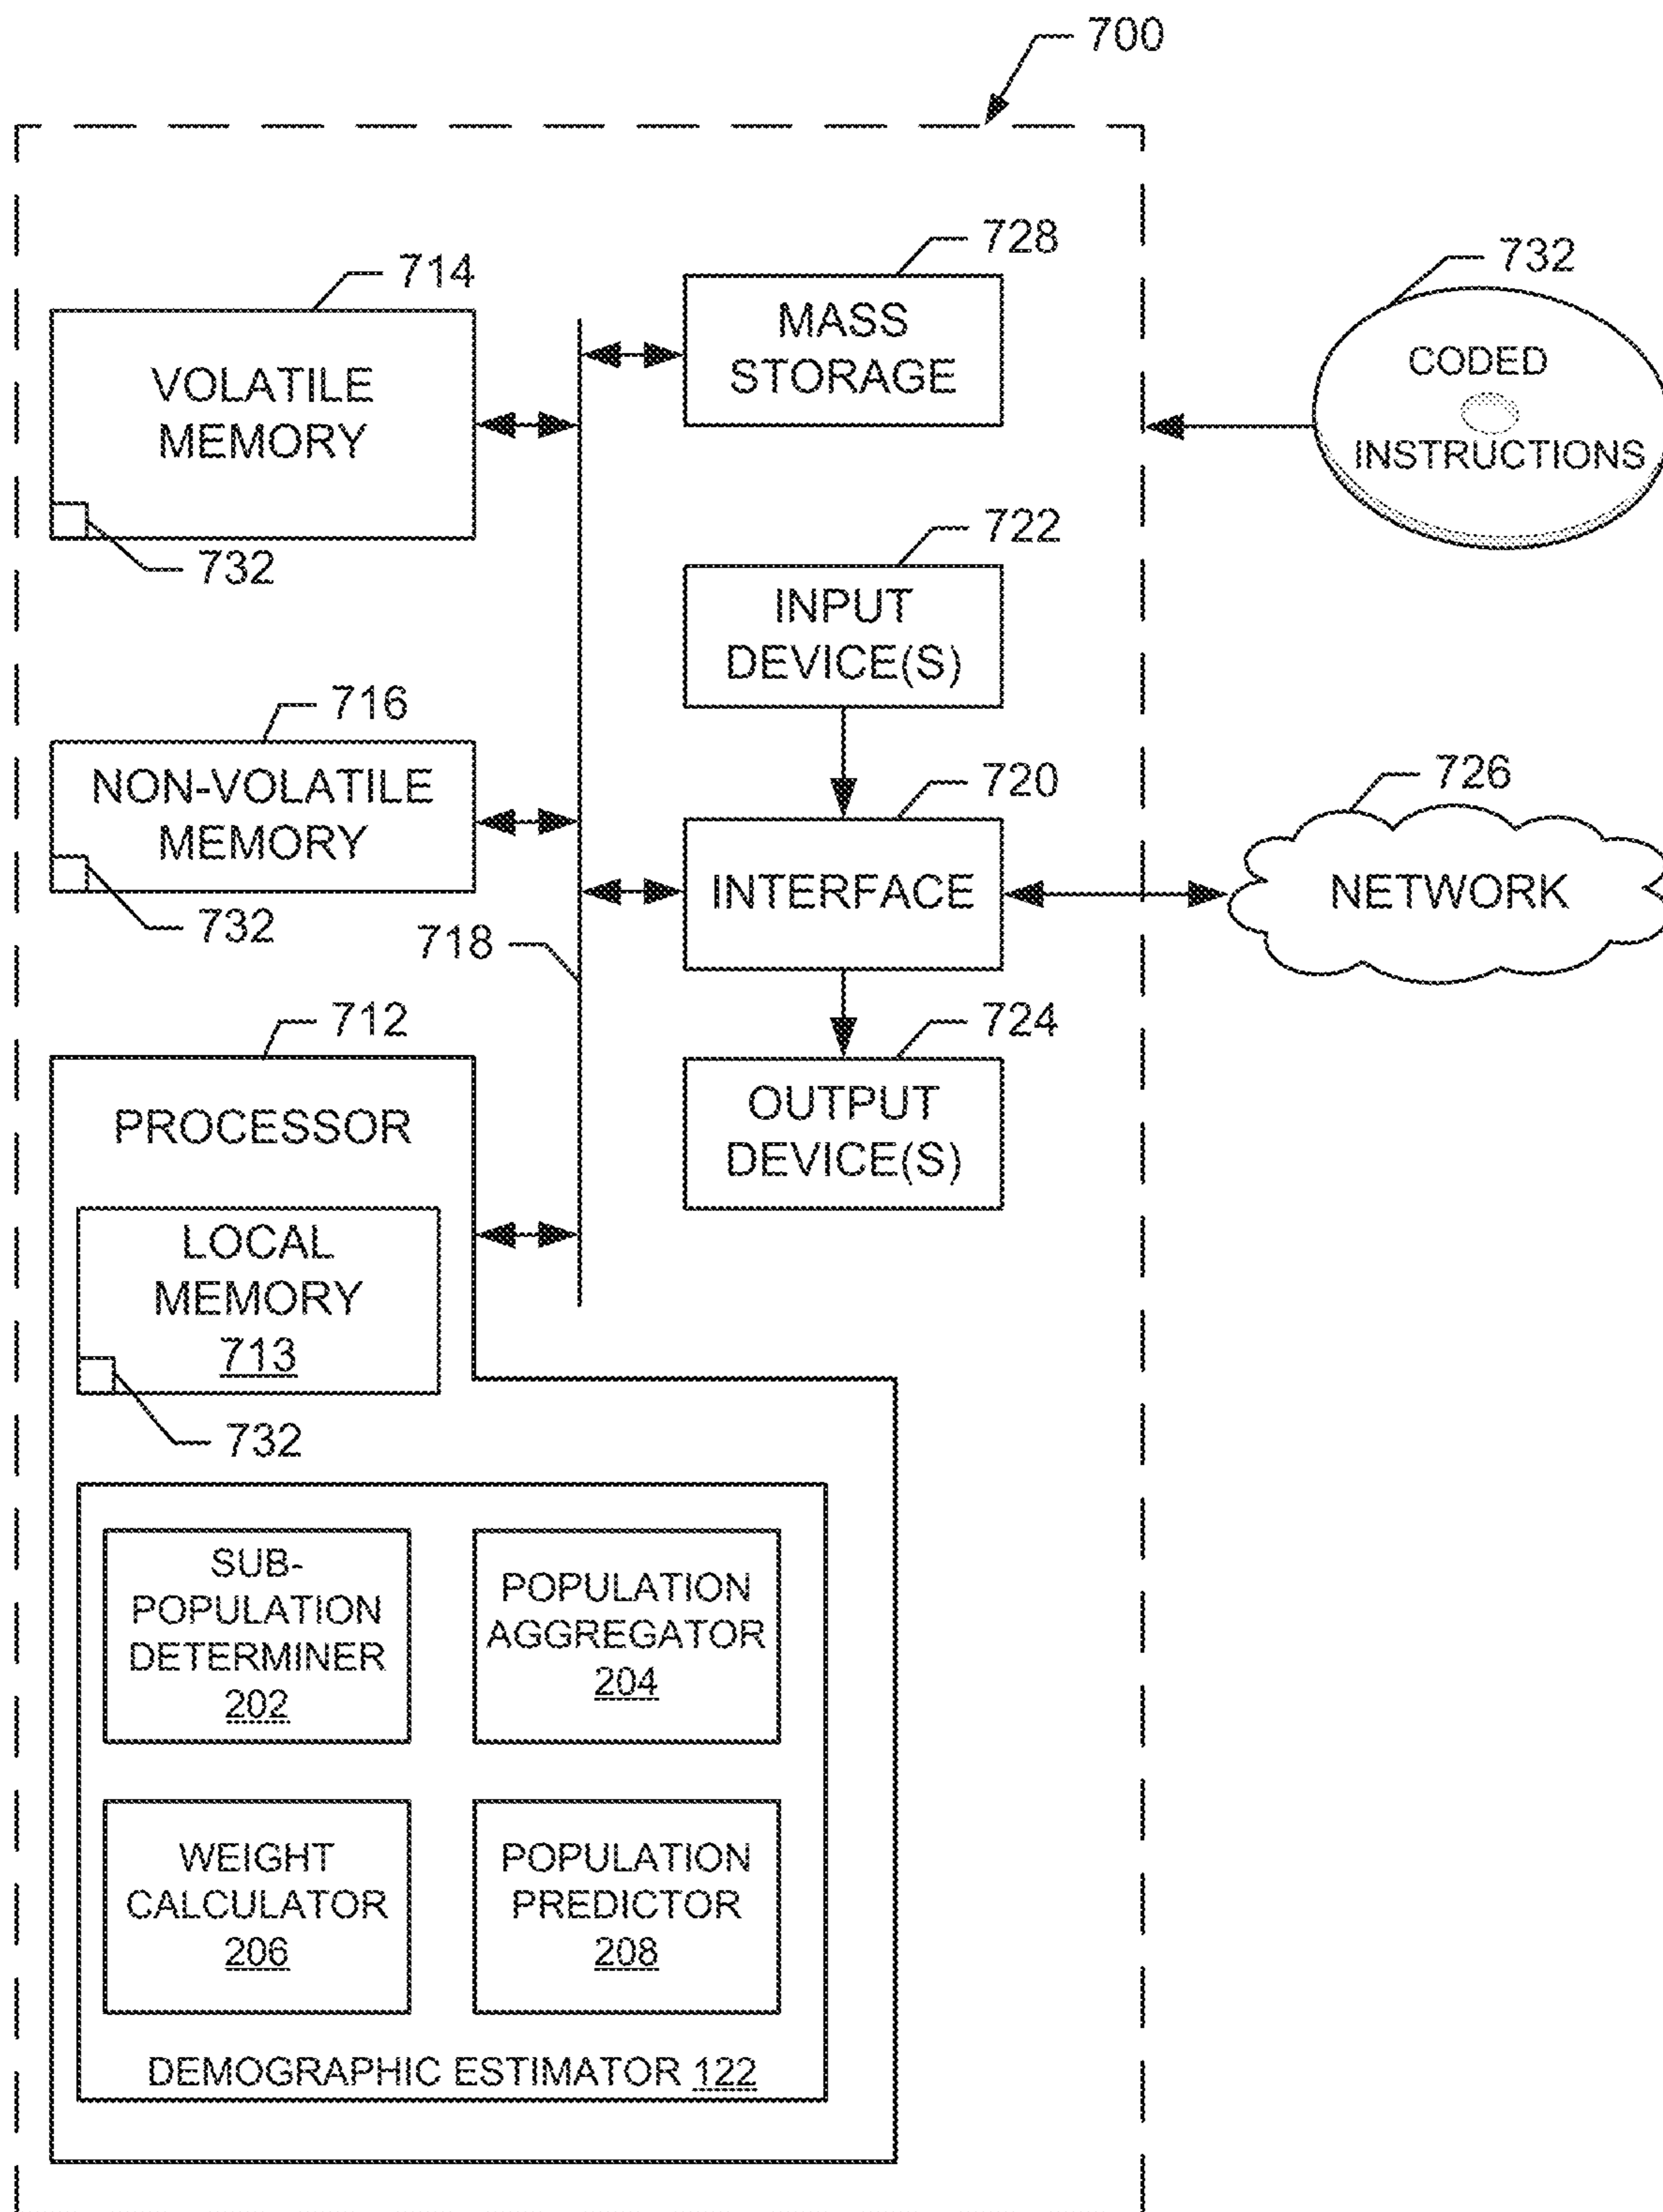 700
728
714
732
MASS
STORAGE
VOLATILE
MEMORY
CODED
INSTRUCTIONS
732
722
INPUT
DEVICE(S)
716
720
726
NON-VOLATILE
MEMORY
INTERFACE
NETWORK
732
718
712
724
PROCESSOR
OUTPUT
DEVICE(S)
LOCAL
MEMORY
713
732
SUB-
POPULATION
DETERMINER
202
POPULATION
AGGREGATOR
204
WEIGHT
CALCULATOR
206
POPULATION
PREDICTOR
208
DEMOGRAPHIC ESTIMATOR 122